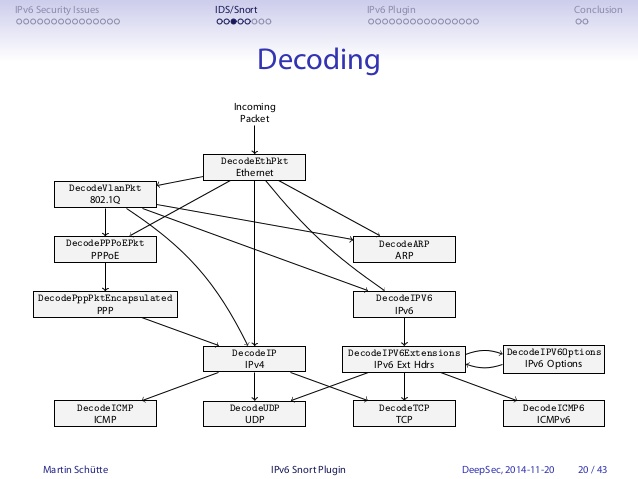 IPv6 Security Issues IDS/Snort IPv6 Plugin Conclusion
Decoding
Incoming
Packet
DecodeEthPkt
Ethernet
DecodeVlanPkt
802.1Q
DecodePPPoEPkt
PPPoE
DecodeARP
ARP
DecodePppPktEncapsulated
PPP
DecodeIPV6
IPv6
DecodeIP
IPv4
DecodeIPV6Extensions
IPv6 Ext Hdrs
DecodeIPV6Options
IPv6 Options
DecodeICMP
ICMP
DecodeUDP
UDP
DecodeTCP
TCP
DecodeICMP6
ICMPv6
Martin Schütte IPv6 Snort Plugin DeepSec, 2014-11-20 20 / 43